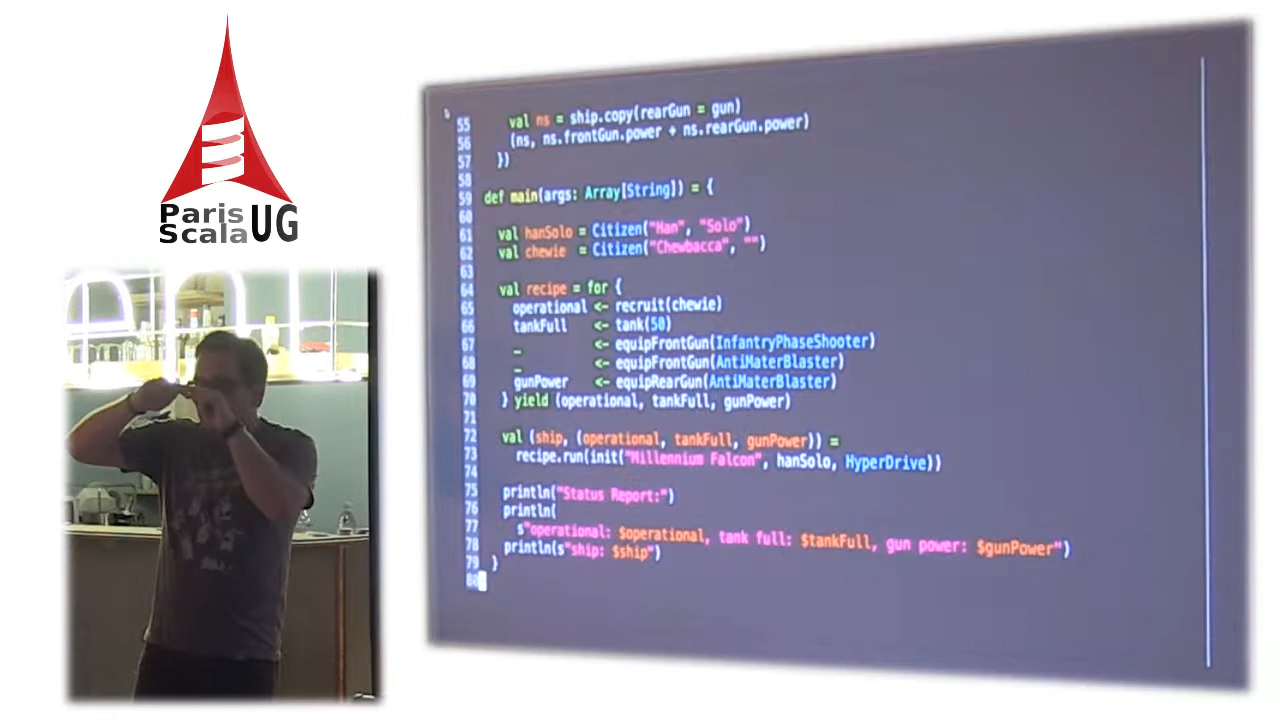 Paris
Scala UG
55 val ns = ship.copy(rearGun = gun)
56 (ns, ns.frontGun.power + ns.rearGun.power)
57 })
58
59 def main(args: Array[String]) = {
60
61 val hanSolo = Citizen("Han", "Solo")
62 val chewie = Citizen("Chewbacca", "")
63
64 val recipe = for {
65 operational <- recruit(chewie)
66 tankFull <- tank(50)
67 _ <- equipFrontGun(InfantryPhaseShooter)
68 _ <- equipFrontGun(AntiMaterBlaster)
69 gunPower <- equipRearGun(AntiMaterBlaster)
70 } yield (operational, tankFull, gunPower)
71
72 val (ship, (operational, tankFull, gunPower)) =
73 recipe.run(init("Millennium Falcon", hanSolo, HyperDrive))
74
75 println("Status Report:")
76 println(
77 s"operational: $operational, tank full: $tankFull, gun power: $gunPower")
78 println(s"ship: $ship")
79 }
80